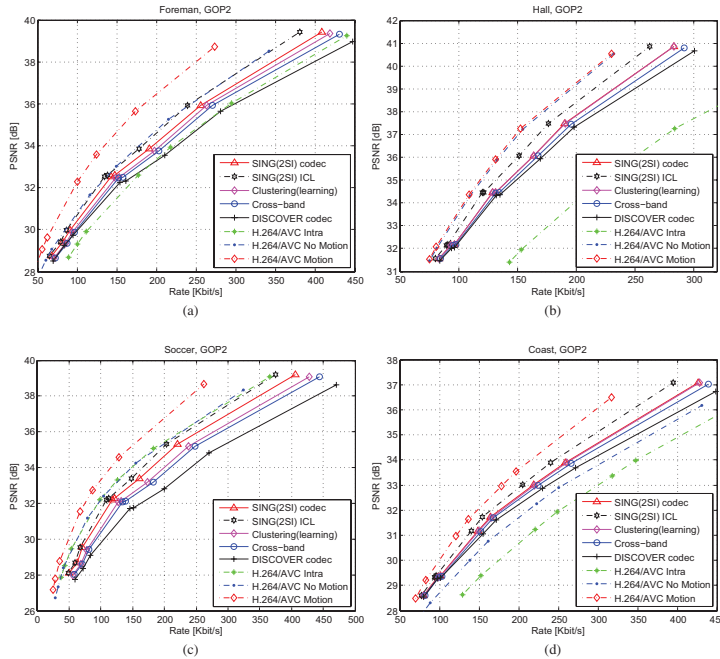 Foreman, GOP2
40
38
36
34
32
30
28
PSNR [dB]
50
100
150
200
250
300
350
400
450
Rate [Kbit/s]
SING(2SI) codec
SING(2SI) ICL
Clustering(learning)
Cross-band
DISCOVER codec
H.264/AVC Intra
H.264/AVC No Motion
H.264/AVC Motion
(a)
Hall, GOP2
42
41
40
39
38
37
36
35
34
33
32
31
PSNR [dB]
100
150
200
250
300
Rate [Kbit/s]
SING(2SI) codec
SING(2SI) ICL
Clustering(learning)
Cross-band
DISCOVER codec
H.264/AVC Intra
H.264/AVC No Motion
H.264/AVC Motion
(b)
Soccer, GOP2
40
38
36
34
32
30
28
26
PSNR [dB]
0
50
100
150
200
250
300
350
400
450
500
Rate [Kbit/s]
SING(2SI) codec
SING(2SI) ICL
Clustering(learning)
Cross-band
DISCOVER codec
H.264/AVC Intra
H.264/AVC No Motion
H.264/AVC Motion
(c)
Coast, GOP2
38
37
36
35
34
33
32
31
30
29
28
PSNR [dB]
50
100
150
200
250
300
350
400
450
Rate [Kbit/s]
SING(2SI) codec
SING(2SI) ICL
Clustering(learning)
Cross-band
DISCOVER codec
H.264/AVC Intra
H.264/AVC No Motion
H.264/AVC Motion
(d)